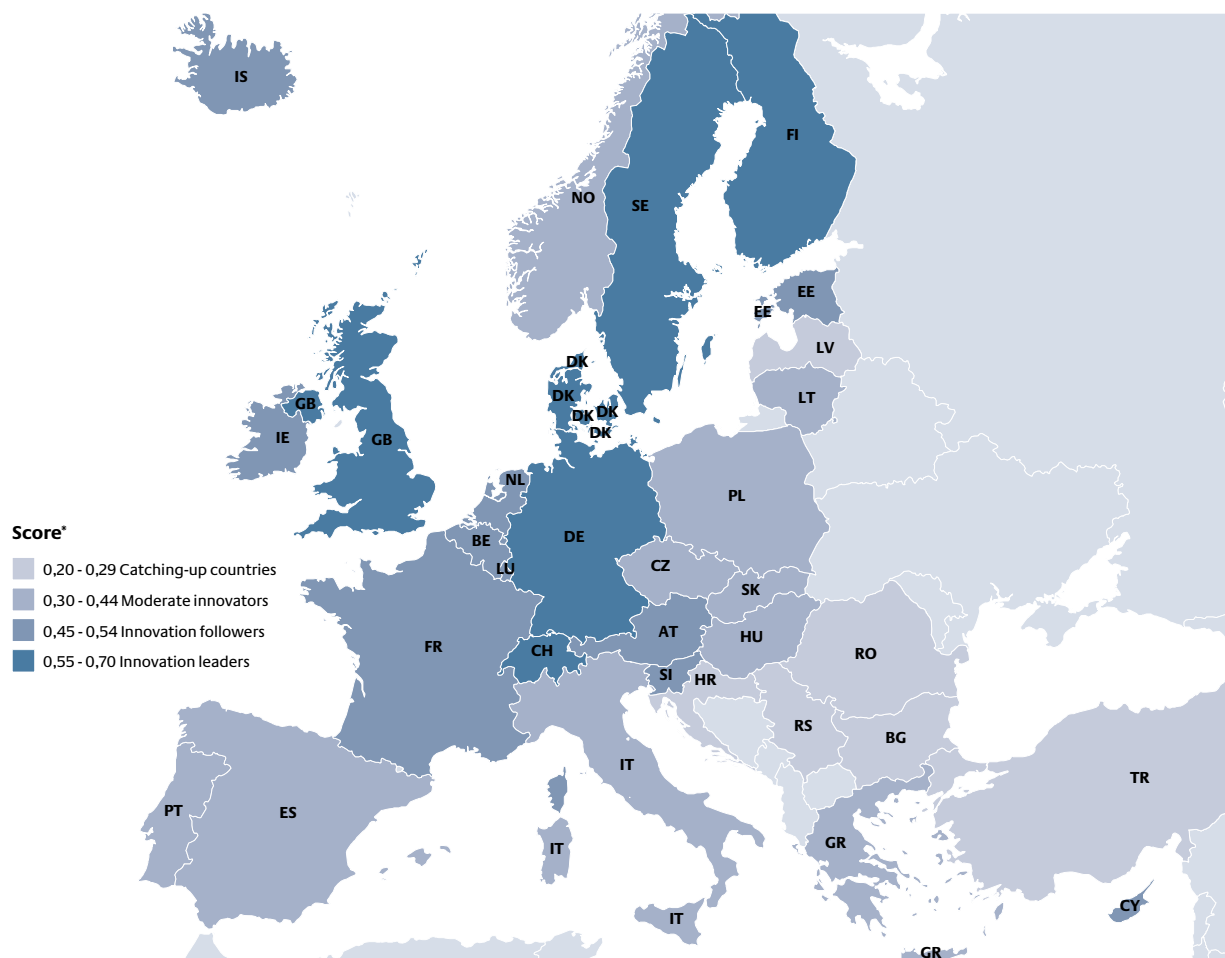 IS
FI
NO
SE
EE
EE
LV
DK
DK
DK
DK
DK
LT
GB
IE
GB
NL
PL
Score*
BE
DE
LU
CZ
0,20 - 0,29 Catching-up countries
SK
0,30 - 0,44 Moderate innovators
0,45 - 0,54 Innovation followers
AT
HU
FR
CH
RO
0,55 - 0,70 Innovation leaders
SI
HR
RS
BG
IT
TR
PT
ES
GR
IT
CY
IT
GR